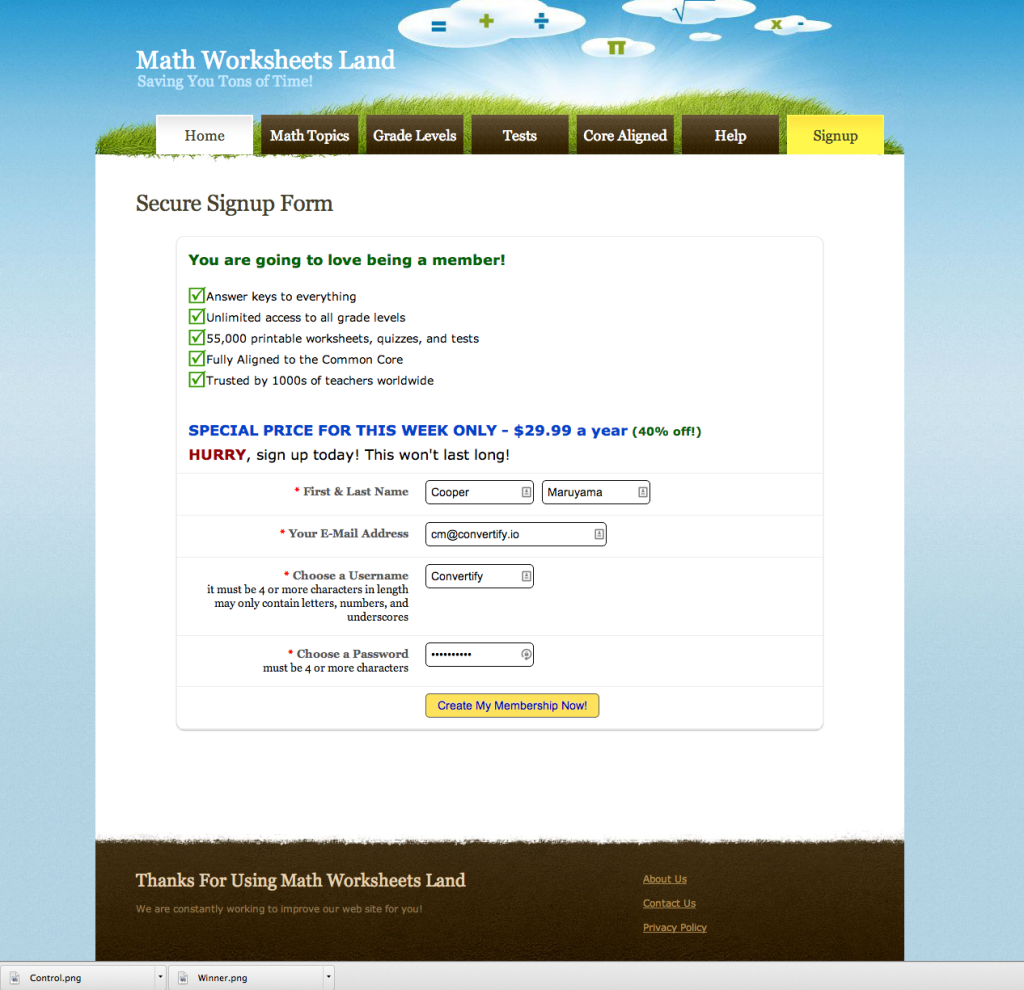 = + ÷ √ x -
π
Math Worksheets Land
Saving You Tons of Time!
Home Math Topics Grade Levels Tests Core Aligned Help Signup
Secure Signup Form
You are going to love being a member!
Answer keys to everything
Unlimited access to all grade levels
55,000 printable worksheets, quizzes, and tests
Fully Aligned to the Common Core
Trusted by 1000s of teachers worldwide
SPECIAL PRICE FOR THIS WEEK ONLY - $29.99 a year (40% off!)
HURRY, sign up today! This won't last long!
* First & Last Name Cooper Maruyama
* Your E-Mail Address cm@convertify.io
* Choose a Username Convertify
it must be 4 or more characters in length
may only contain letters, numbers, and
underscores
* Choose a Password ••••••••••
must be 4 or more characters
Create My Membership Now!
Thanks For Using Math Worksheets Land
We are constantly working to improve our web site for you!
About Us
Contact Us
Privacy Policy
Control.png Winner.png